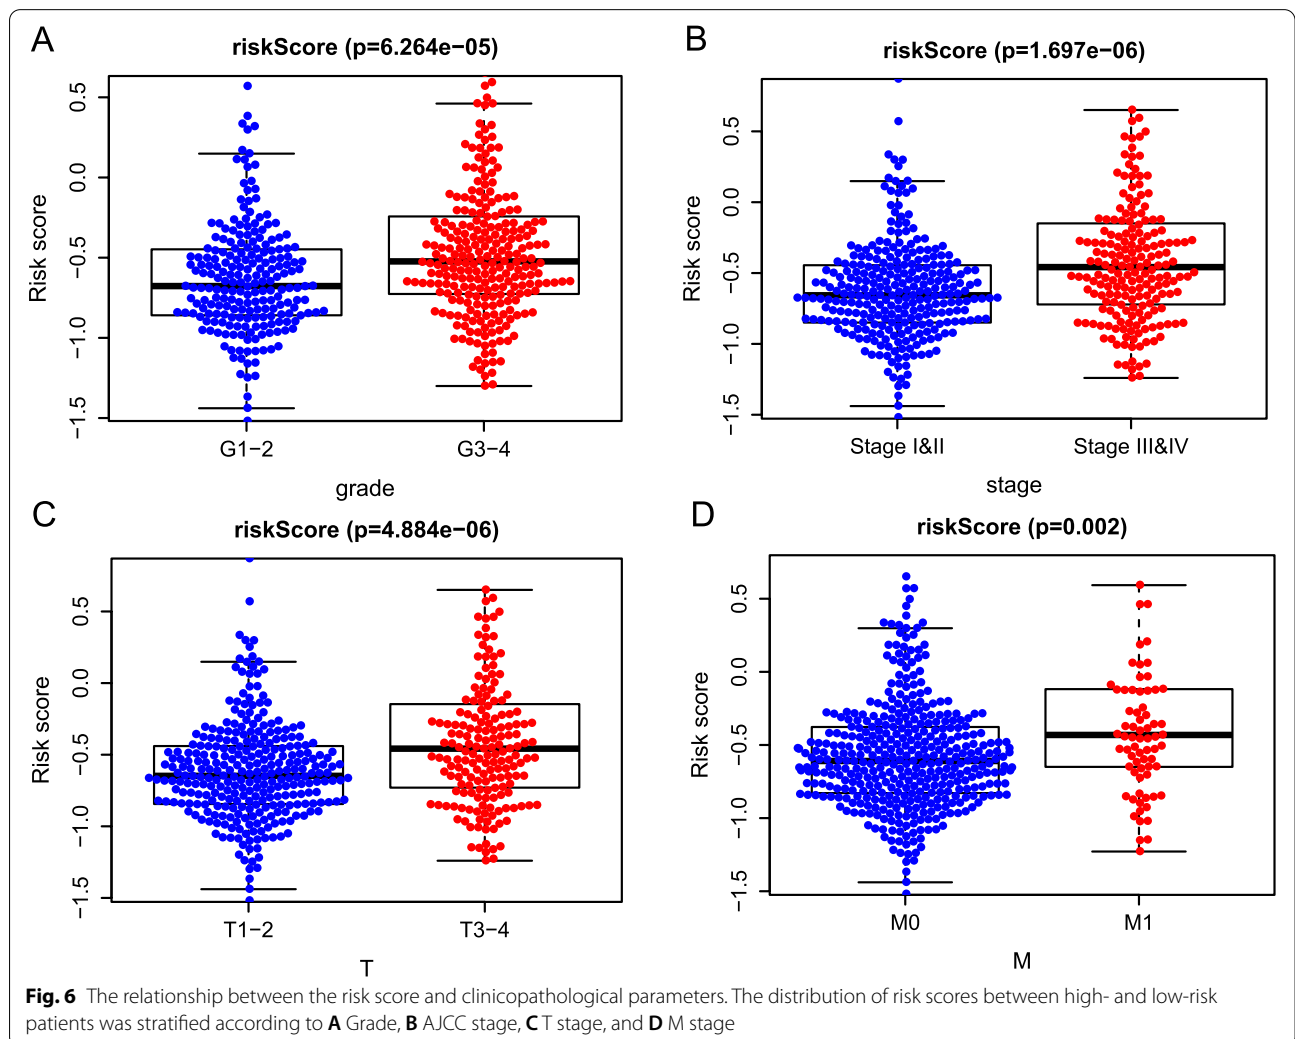 A
riskScore (p=6.264e−05)
Risk score
0.5
0.0
−0.5
−1.0
−1.5
G1−2
G3−4
grade
B
riskScore (p=1.697e−06)
Risk score
0.5
0.0
−0.5
−1.0
−1.5
Stage I&II
Stage III&IV
stage
C
riskScore (p=4.884e−06)
Risk score
0.5
0.0
−0.5
−1.0
−1.5
T1−2
T3−4
T
D
riskScore (p=0.002)
Risk score
0.5
0.0
−0.5
−1.0
−1.5
M0
M1
M
Fig. 6 The relationship between the risk score and clinicopathological parameters. The distribution of risk scores between high- and low-risk
patients was stratified according to A Grade, B AJCC stage, C T stage, and D M stage